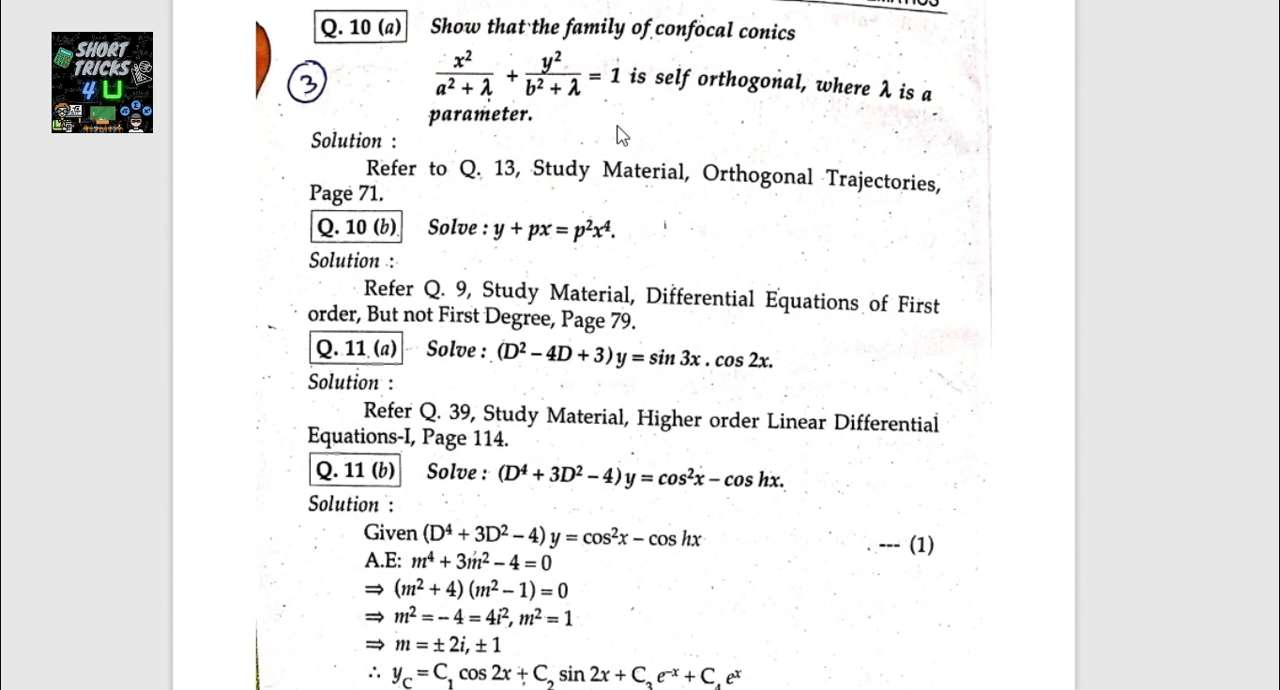 SHORT
TRICKS
4 U
Q. 10 (a) Show that the family of confocal conics
3
x²/(a² + λ) + y²/(b² + λ) = 1 is self orthogonal, where λ is a
parameter.
Solution :
Refer to Q. 13, Study Material, Orthogonal Trajectories,
Page 71.
Q. 10 (b) Solve : y + px = p²x⁴.
Solution :
Refer Q. 9, Study Material, Differential Equations of First
order, But not First Degree, Page 79.
Q. 11 (a) Solve : (D² – 4D + 3) y = sin 3x . cos 2x.
Solution :
Refer Q. 39, Study Material, Higher order Linear Differential
Equations-I, Page 114.
Q. 11 (b) Solve : (D⁴ + 3D² – 4) y = cos²x – cos hx.
Solution :
Given (D⁴ + 3D² – 4) y = cos²x – cos hx --- (1)
A.E: m⁴ + 3m² – 4 = 0
⇒ (m² + 4) (m² – 1) = 0
⇒ m² = – 4 = 4i², m² = 1
⇒ m = ± 2i, ± 1
∴ y_C = C₁ cos 2x + C₂ sin 2x + C₃ e⁻ˣ + C₄ eˣ